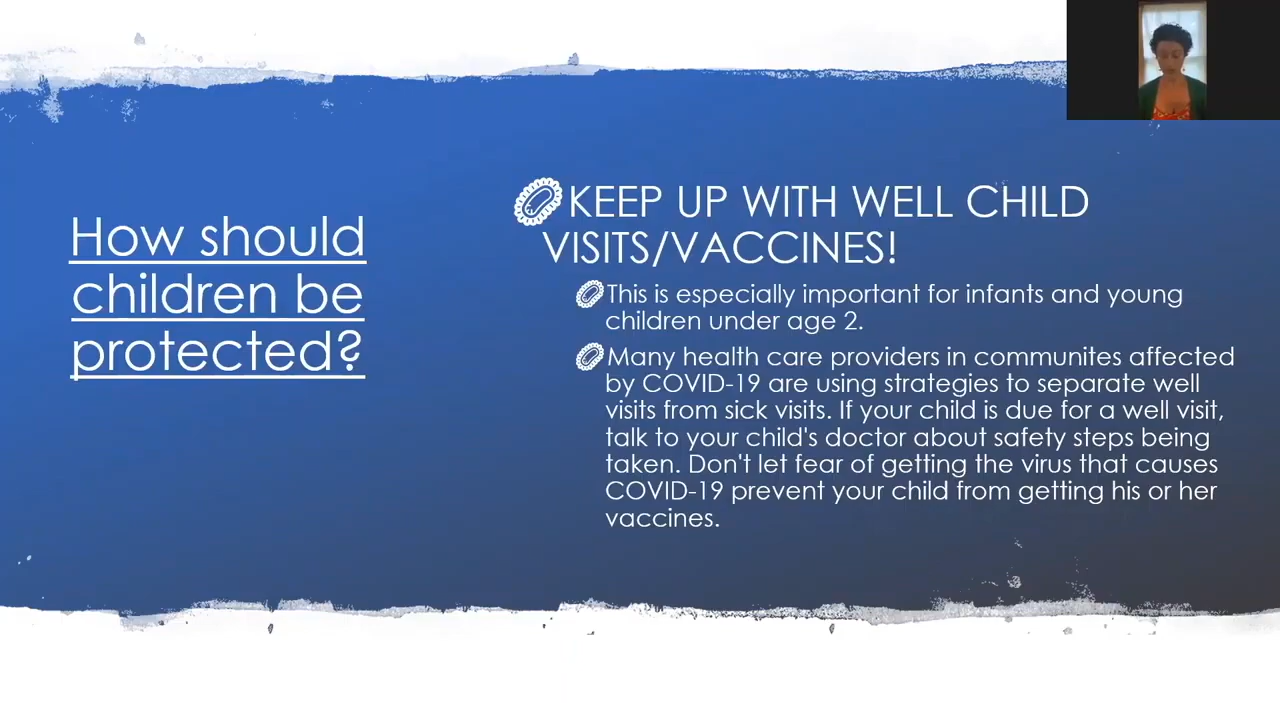 How should
children be
protected?
KEEP UP WITH WELL CHILD
VISITS/VACCINES!
This is especially important for infants and young
children under age 2.
Many health care providers in communites affected
by COVID-19 are using strategies to separate well
visits from sick visits. If your child is due for a well visit,
talk to your child's doctor about safety steps being
taken. Don't let fear of getting the virus that causes
COVID-19 prevent your child from getting his or her
vaccines.